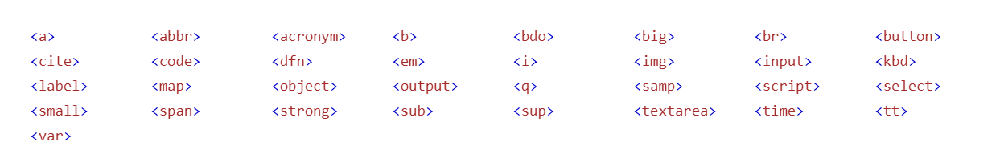 <a> <abbr> <acronym> <b> <bdo> <big> <br> <button>
<cite> <code> <dfn> <em> <i> <img> <input> <kbd>
<label> <map> <object> <output> <q> <samp> <script> <select>
<small> <span> <strong> <sub> <sup> <textarea> <time> <tt>
<var>